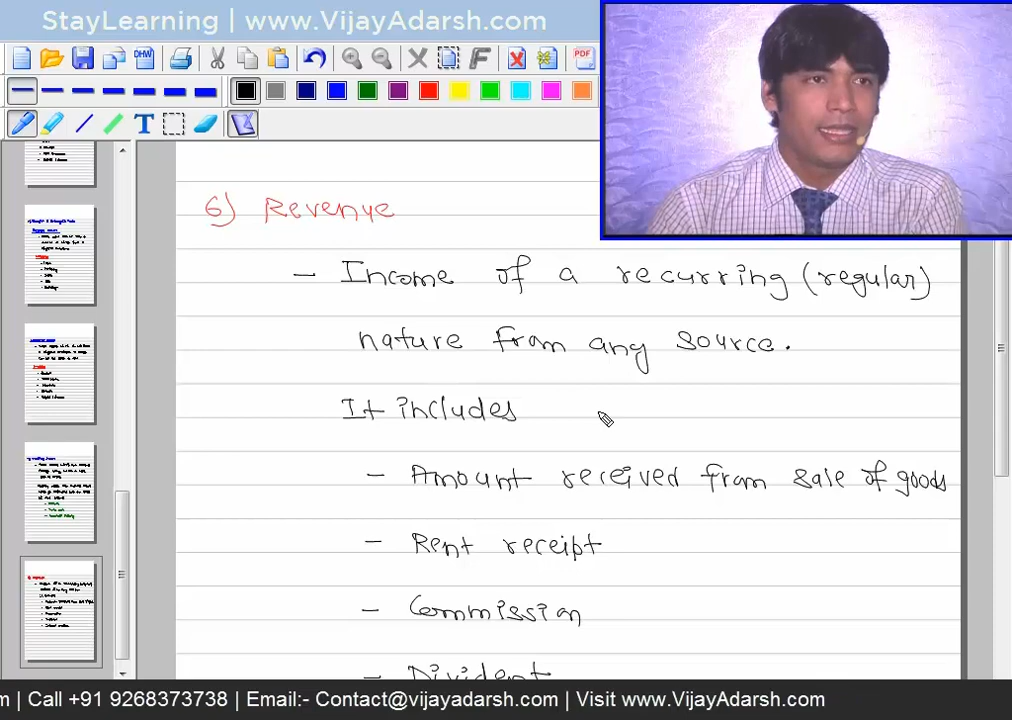 StayLearning | www.VijayAdarsh.com
6) Revenue
- Income of a recurring (regular)
nature from any source.
It includes
- Amount received from sale of goods
- Rent receipt
- Commission
- Divident
m | Call +91 9268373738 | Email:- Contact@vijayadarsh.com | Visit www.VijayAdarsh.com